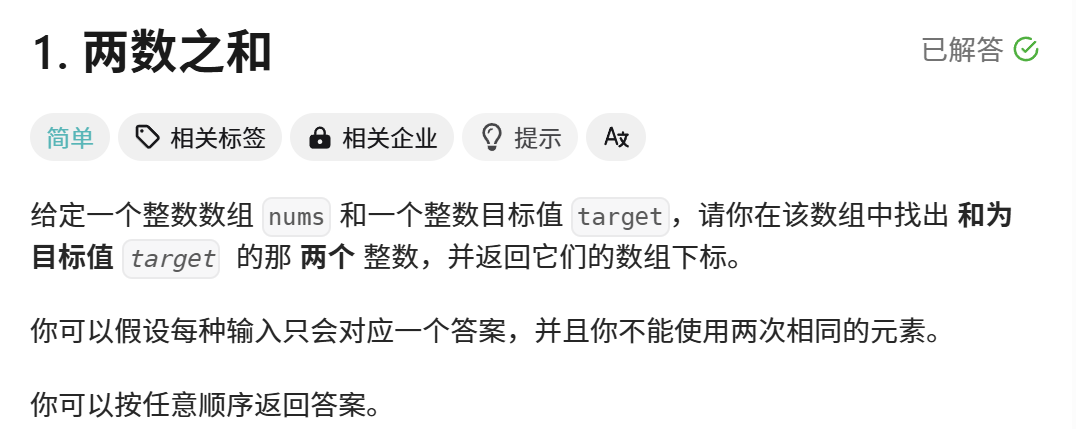 1. 两数之和
已解答
简单 相关标签 相关企业 提示 A文
给定一个整数数组 nums 和一个整数目标值 target，请你在该数组中找出 和为
目标值 target 的那 两个 整数，并返回它们的数组下标。
你可以假设每种输入只会对应一个答案，并且你不能使用两次相同的元素。
你可以按任意顺序返回答案。